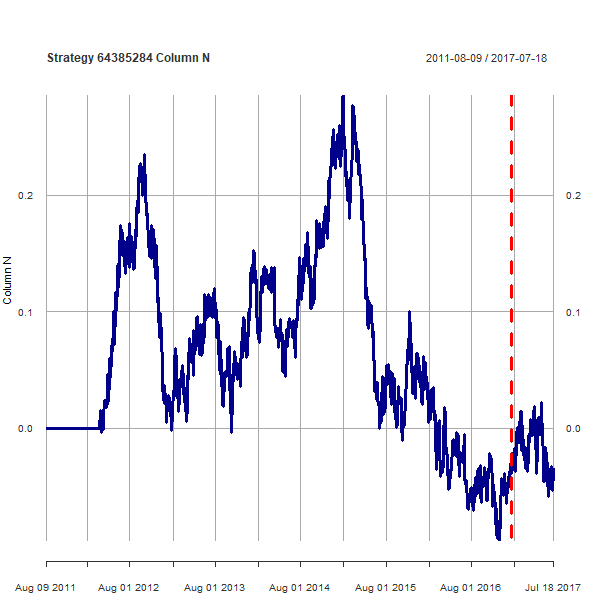 Strategy 64385284 Column N
2011-08-09 / 2017-07-18
Column N
0.2
0.2
0.1
0.1
0.0
0.0
Aug 09 2011
Aug 01 2012
Aug 01 2013
Aug 01 2014
Aug 01 2015
Aug 01 2016
Jul 18 2017